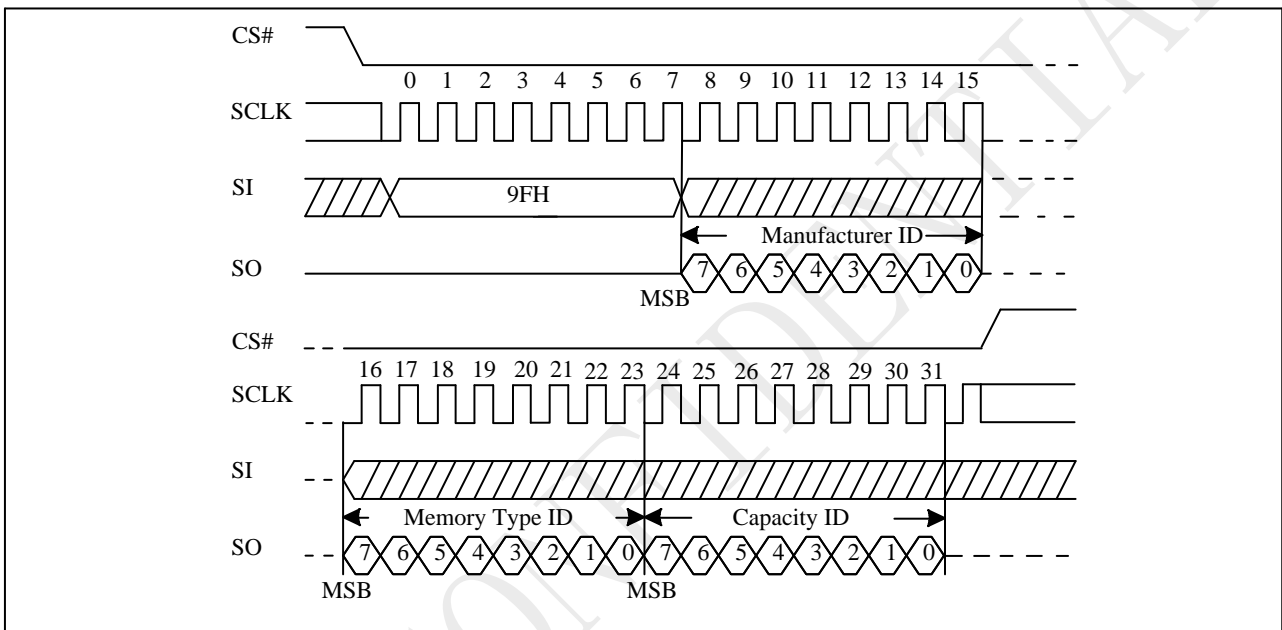 CS#
0 1 2 3 4 5 6 7 8 9 10 11 12 13 14 15
SCLK
SI
9FH
Manufacturer ID
SO
7 6 5 4 3 2 1 0
MSB
CS#
16 17 18 19 20 21 22 23 24 25 26 27 28 29 30 31
SCLK
SI
Memory Type ID Capacity ID
SO
7 6 5 4 3 2 1 0 7 6 5 4 3 2 1 0
MSB MSB